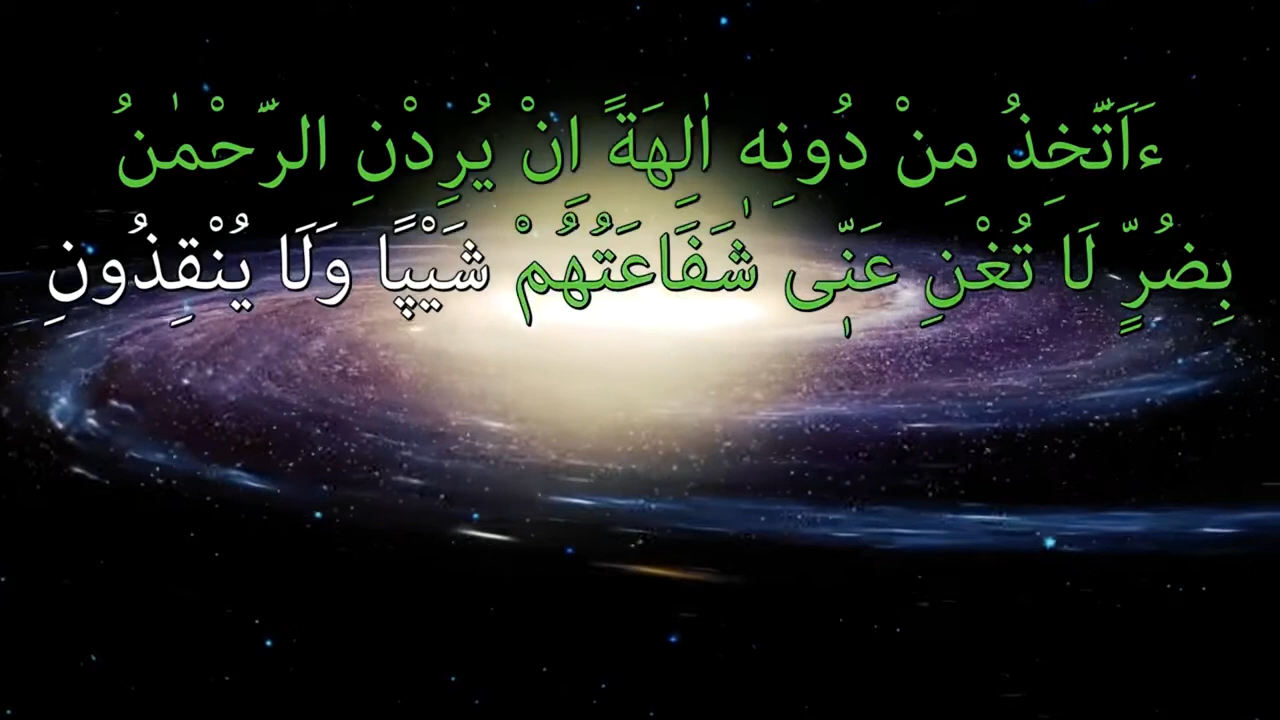 ءَاَتَّخِذُ مِنْ دُونِهٖ اٰلِهَةً اِنْ يُرِدْنِ الرَّحْمٰنُ
بِضُرٍّ لَا تُغْنِ عَنّٖى شَفَاعَتُهُمْ شَيْپًا وَلَا يُنْقِذُونِ